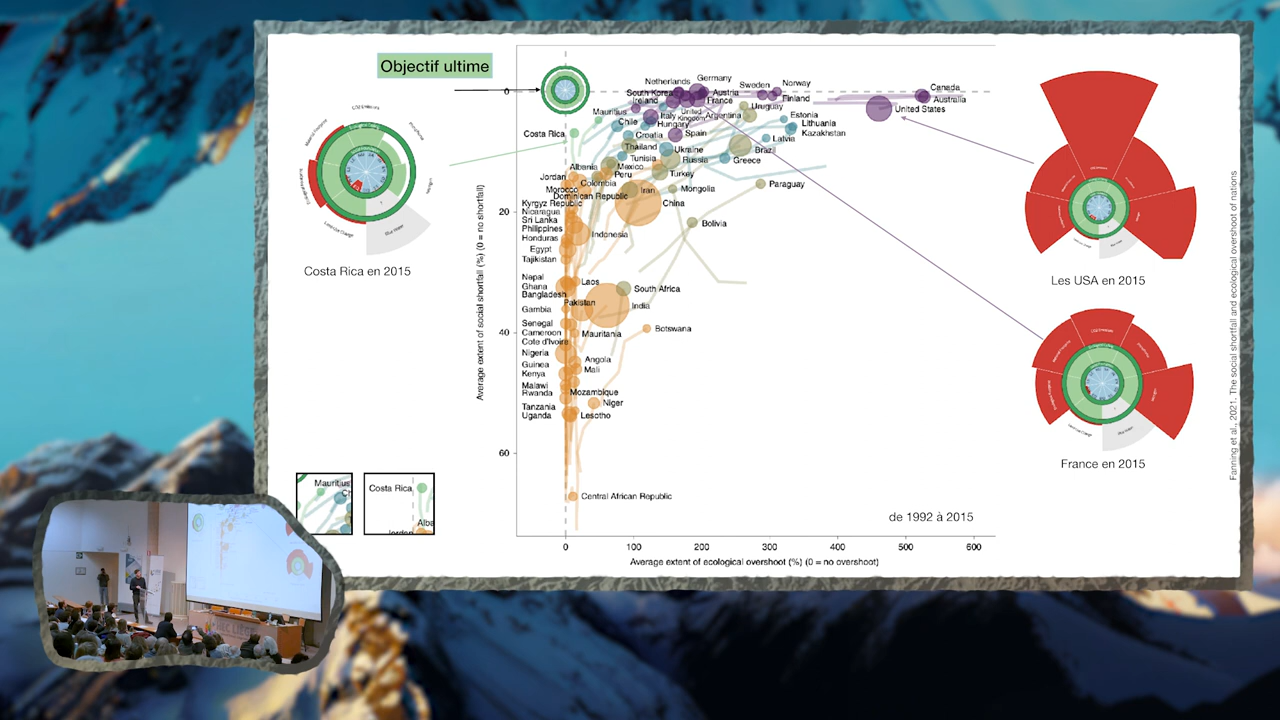 Objectif ultime
Costa Rica en 2015
Average extent of social shortfall (%) (0 = no shortfall)
0
20
40
60
Netherlands
Germany
Sweden
Norway
Canada
South Korea
Austria
Finland
Australia
Ireland
France
Uruguay
United States
Mauritius
Italy
United Kingdom
Argentina
Estonia
Chile
Hungary
Lithuania
Costa Rica
Croatia
Spain
Kazakhstan
Latvia
Thailand
Ukraine
Brazil
Tunisia
Russia
Greece
Albania
Mexico
Jordan
Peru
Turkey
Colombia
Morocco
Iran
Mongolia
Paraguay
Dominican Republic
Kyrgyz Republic
China
Nicaragua
Sri Lanka
Bolivia
Philippines
Indonesia
Honduras
Egypt
Tajikistan
Nepal
Laos
Ghana
South Africa
Bangladesh
Pakistan
India
Gambia
Senegal
Botswana
Cameroon
Mauritania
Cote d'Ivoire
Nigeria
Angola
Guinea
Mali
Kenya
Malawi
Rwanda
Mozambique
Niger
Tanzania
Uganda
Lesotho
Central African Republic
de 1992 à 2015
0 100 200 300 400 500 600
Average extent of ecological overshoot (%) (0 = no overshoot)
Les USA en 2015
France en 2015
Fanning et al., 2021. The social shortfall and ecological overshoot of nations
Mauritius
Ch
Costa Rica
Alba
Jordan
HEC LIÈGE